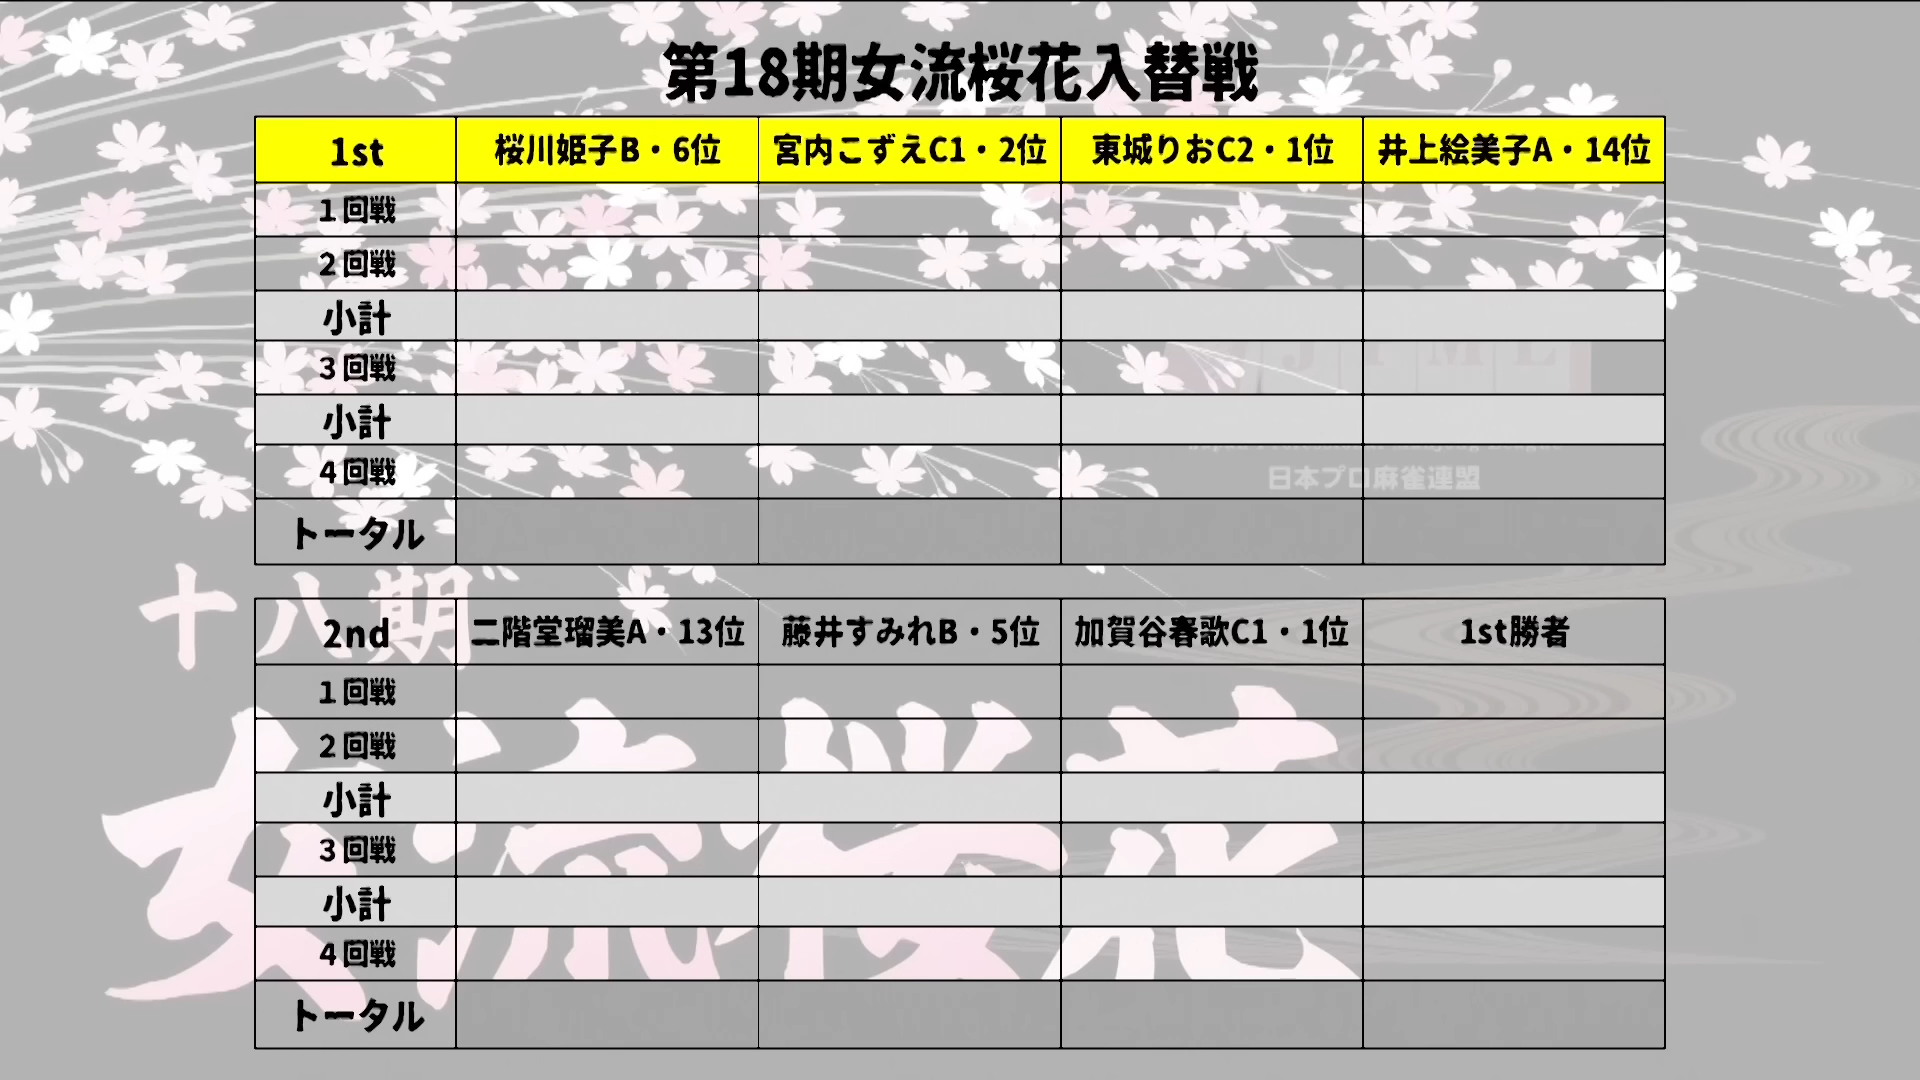 第18期女流桜花入替戦
1st 桜川姫子B・6位 宮内こずえC1・2位 東城りおC2・1位 井上絵美子A・14位
1回戦
2回戦
小計
3回戦
小計
4回戦
日本プロ麻雀連盟
トータル
十八期
2nd 二階堂瑠美A・13位 藤井すみれB・5位 加賀谷春歌C1・1位 1st勝者
1回戦
2回戦
小計
3回戦
小計
4回戦
トータル
女流桜花